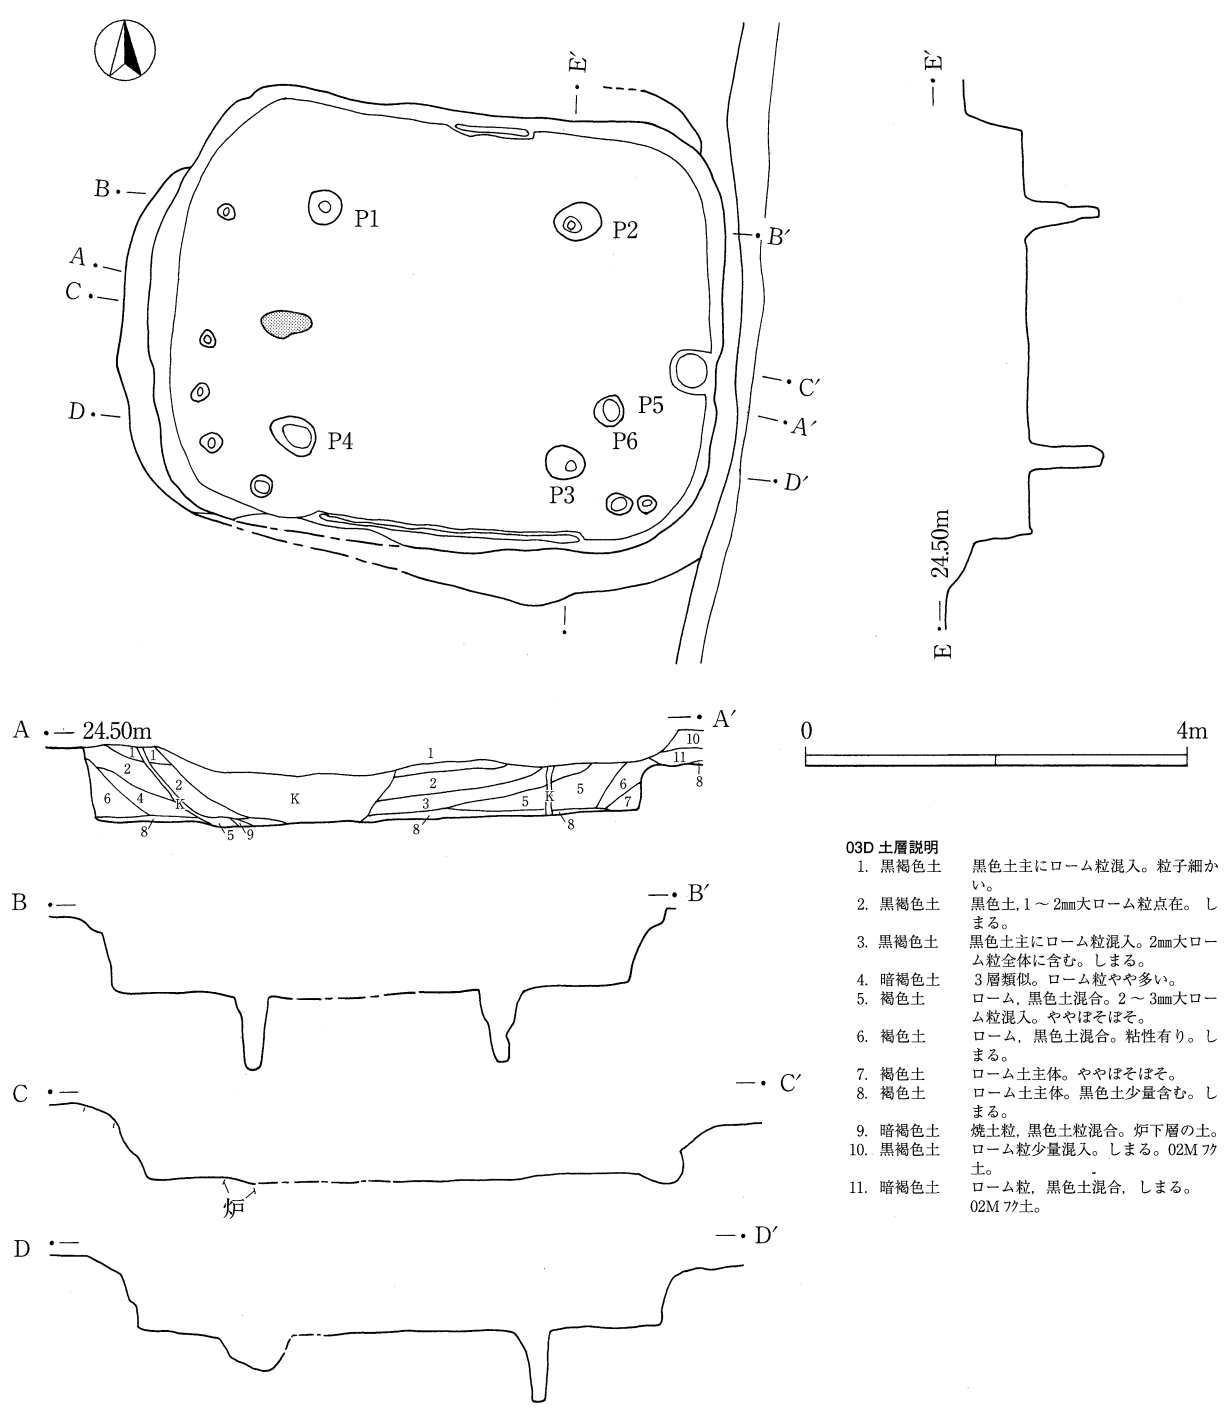 E′
E′
B
P1
P2
B′
A
C
C′
P5
D
A′
P4
P6
P3
D′
24.50m
E
A
24.50m
A′
0
4m
1
1
1
10
2
2
2
11
6
4
K
K
3
5
K
5
6
7
8
8
5
9
8
8
03D 土層説明
1. 黒褐色土 黒色土主にローム粒混入。粒子細か
い。
2. 黒褐色土 黒色土,1〜2㎜大ローム粒点在。し
まる。
3. 黒褐色土 黒色土主にローム粒混入。2㎜大ロー
ム粒全体に含む。しまる。
4. 暗褐色土 3層類似。ローム粒やや多い。
5. 褐色土 ローム,黒色土混合。2〜3㎜大ロー
ム粒混入。ややぼそぼそ。
6. 褐色土 ローム,黒色土混合。粘性有り。し
まる。
7. 褐色土 ローム土主体。ややぼそぼそ。
8. 褐色土 ローム土主体。黒色土少量含む。し
まる。
9. 暗褐色土 焼土粒,黒色土粒混合。炉下層の土。
10. 黒褐色土 ローム粒少量混入。しまる。02Mフク
土。
11. 暗褐色土 ローム粒,黒色土混合,しまる。
02Mフク土。
B
B′
C
C′
炉
D
D′